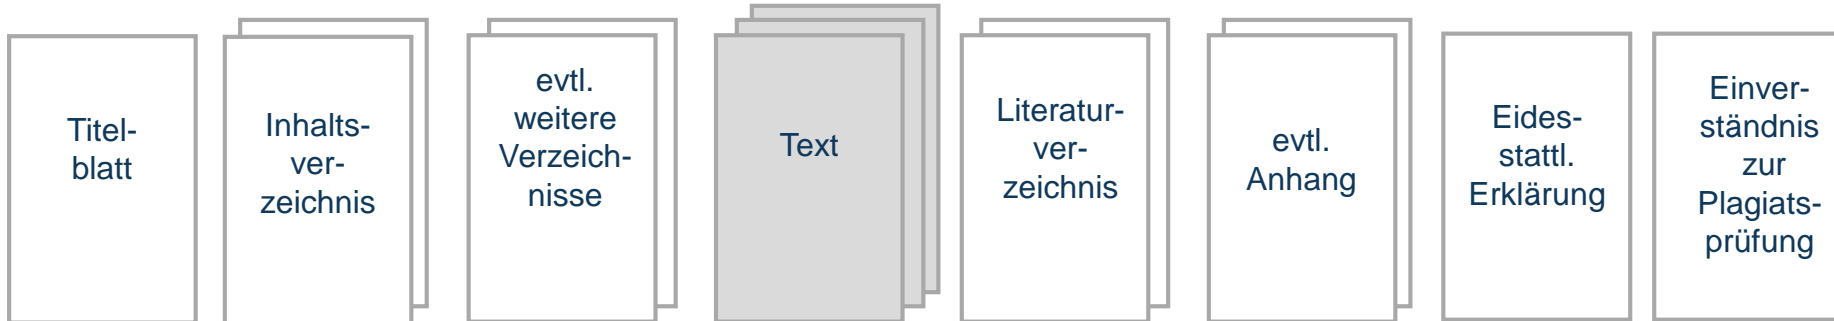 Titel-
blatt
Inhalts-
ver-
zeichnis
evtl.
weitere
Verzeich-
nisse
Text
Literatur-
ver-
zeichnis
evtl.
Anhang
Eides-
stattl.
Erklärung
Einver-
ständnis
zur
Plagiats-
prüfung